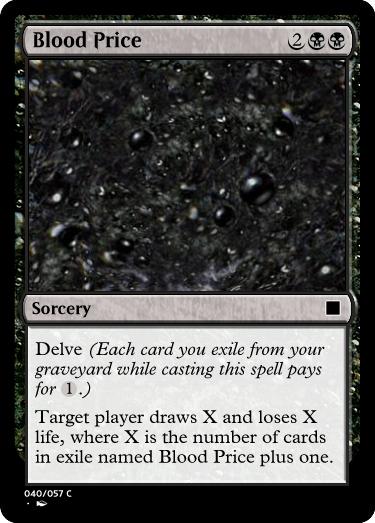 Blood Price 2
Sorcery
Delve (Each card you exile from your
graveyard while casting this spell pays
for 1.)
Target player draws X and loses X
life, where X is the number of cards
in exile named Blood Price plus one.
040/057 C